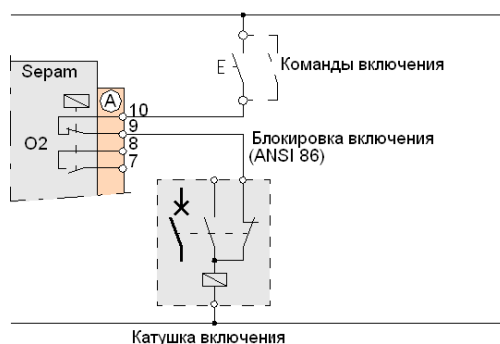 Sepam
A
E
Команды включения
10
9
O2
8
7
Блокировка включения
(ANSI 86)
Катушка включения